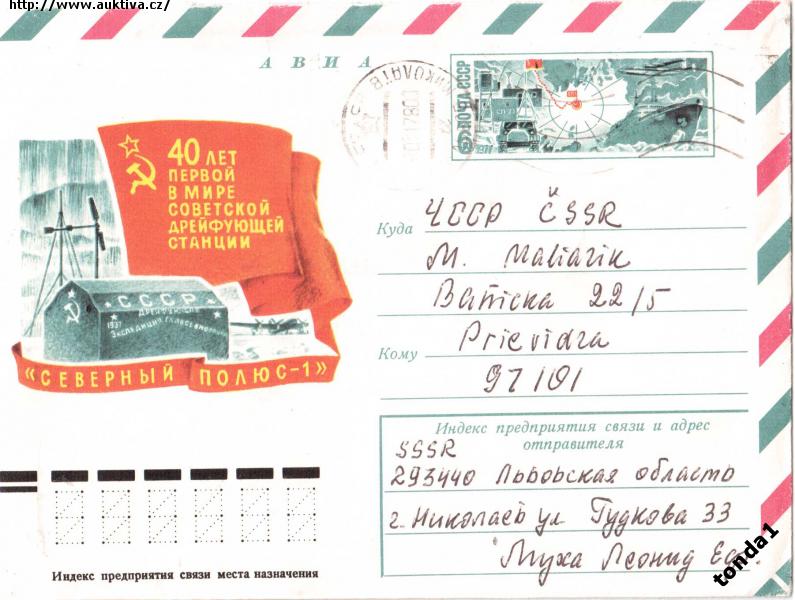 http://www.auktiva.cz/
АВИА
ПОЧТА СССР
40 ЛЕТ
ПЕРВОЙ
В МИРЕ
СОВЕТСКОЙ
ДРЕЙФУЮЩЕЙ
СТАНЦИИ
СССР
1937
«СЕВЕРНЫЙ ПОЛЮС-1»
Куда ЧССР ČSSR
M. Maliarik
22/5
Prievidza
Кому
97101
Индекс предприятия связи и адрес
отправителя
SSSR
293440 Львовская область
г. Николаев ул Гудкова 33
Муха Леонид
Индекс предприятия связи места назначения
tonda1